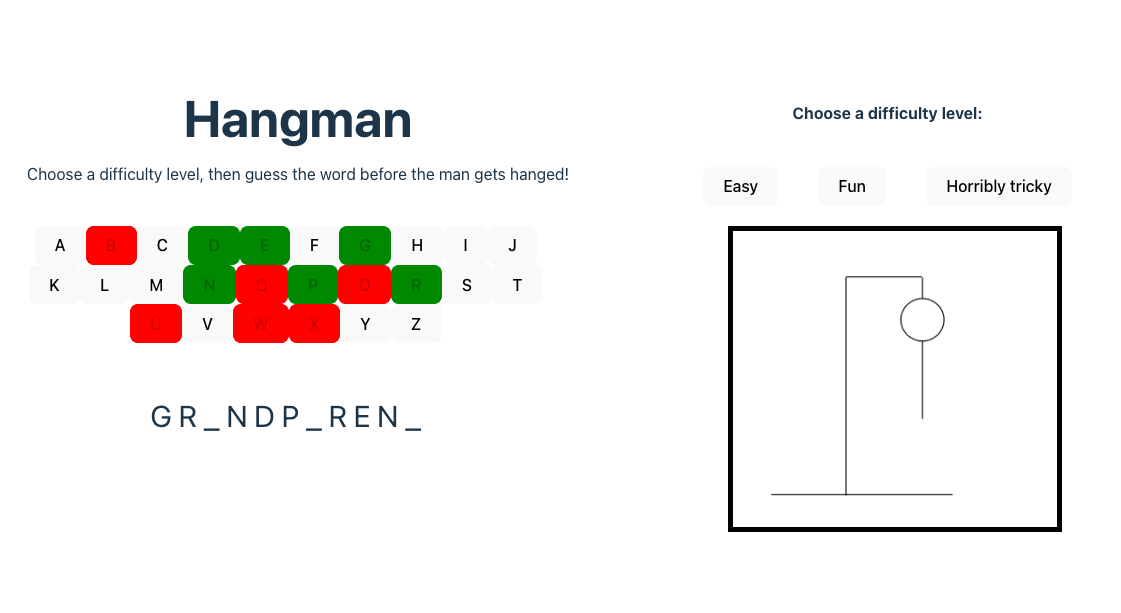 Hangman
Choose a difficulty level, then guess the word before the man gets hanged!
A B C D E F G H I J
K L M N O P Q R S T
U V W X Y Z
G R _ N D P _ R E N _
Choose a difficulty level:
Easy Fun Horribly tricky